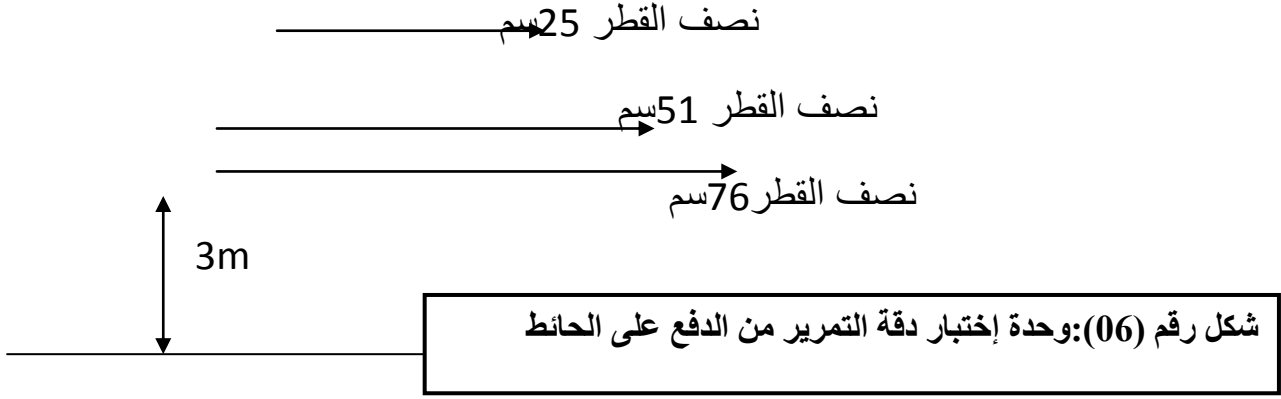 نصف القطر 25سم
نصف القطر 51سم
نصف القطر76سم
3m
شكل رقم (06):وحدة إختبار دقة التمرير من الدفع على الحائط